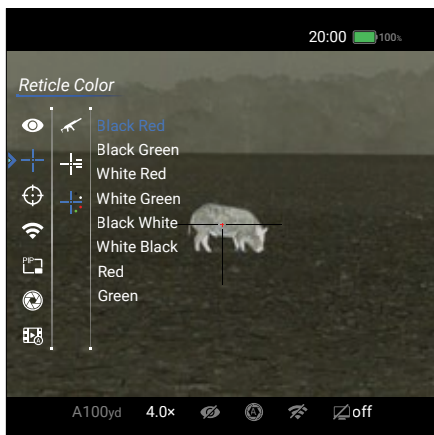 20:00 100%
Reticle Color
Black Red
Black Green
White Red
White Green
Black White
White Black
Red
Green
PIP
A100yd 4.0× A off